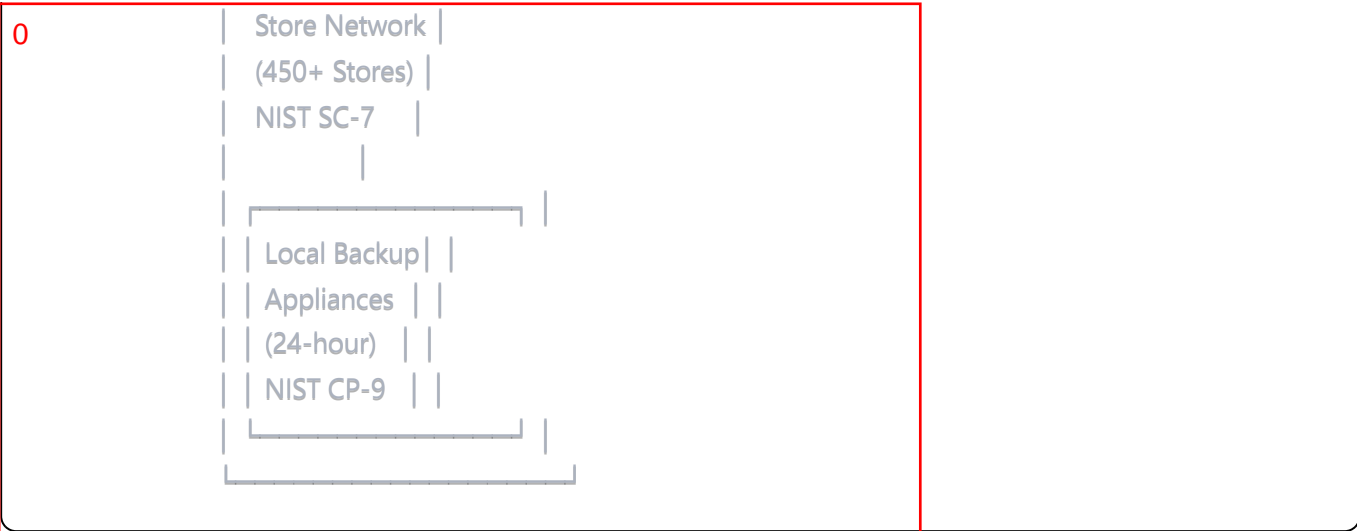 0
│ Store Network │
│ (450+ Stores) │
│ NIST SC-7 │
│ │
│ ┌──────────────┐ │
│ │ Local Backup│ │
│ │ Appliances │ │
│ │ (24-hour) │ │
│ │ NIST CP-9 │ │
│ └──────────────┘ │
└──────────────────┘